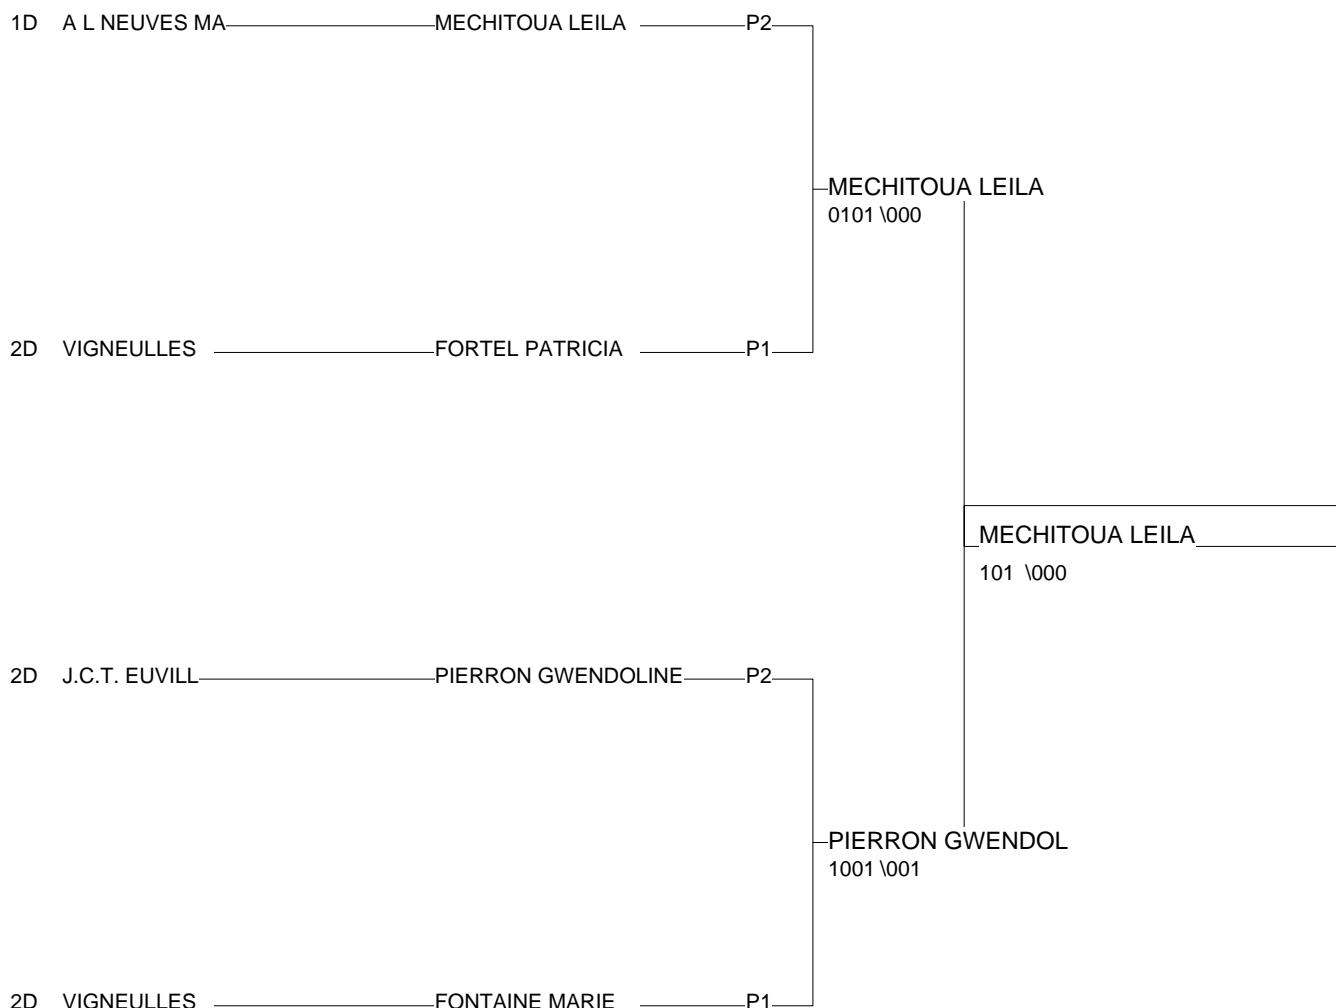 1D A L NEUVES MA MECHITOUA LEILA P2
MECHITOUA LEILA
0101 \000
2D VIGNEULLES FORTEL PATRICIA P1
MECHITOUA LEILA
101 \000
2D J.C.T. EUVILL PIERRON GWENDOLINE P2
PIERRON GWENDOL
1001 \001
2D VIGNEULLES FONTAINE MARIE P1